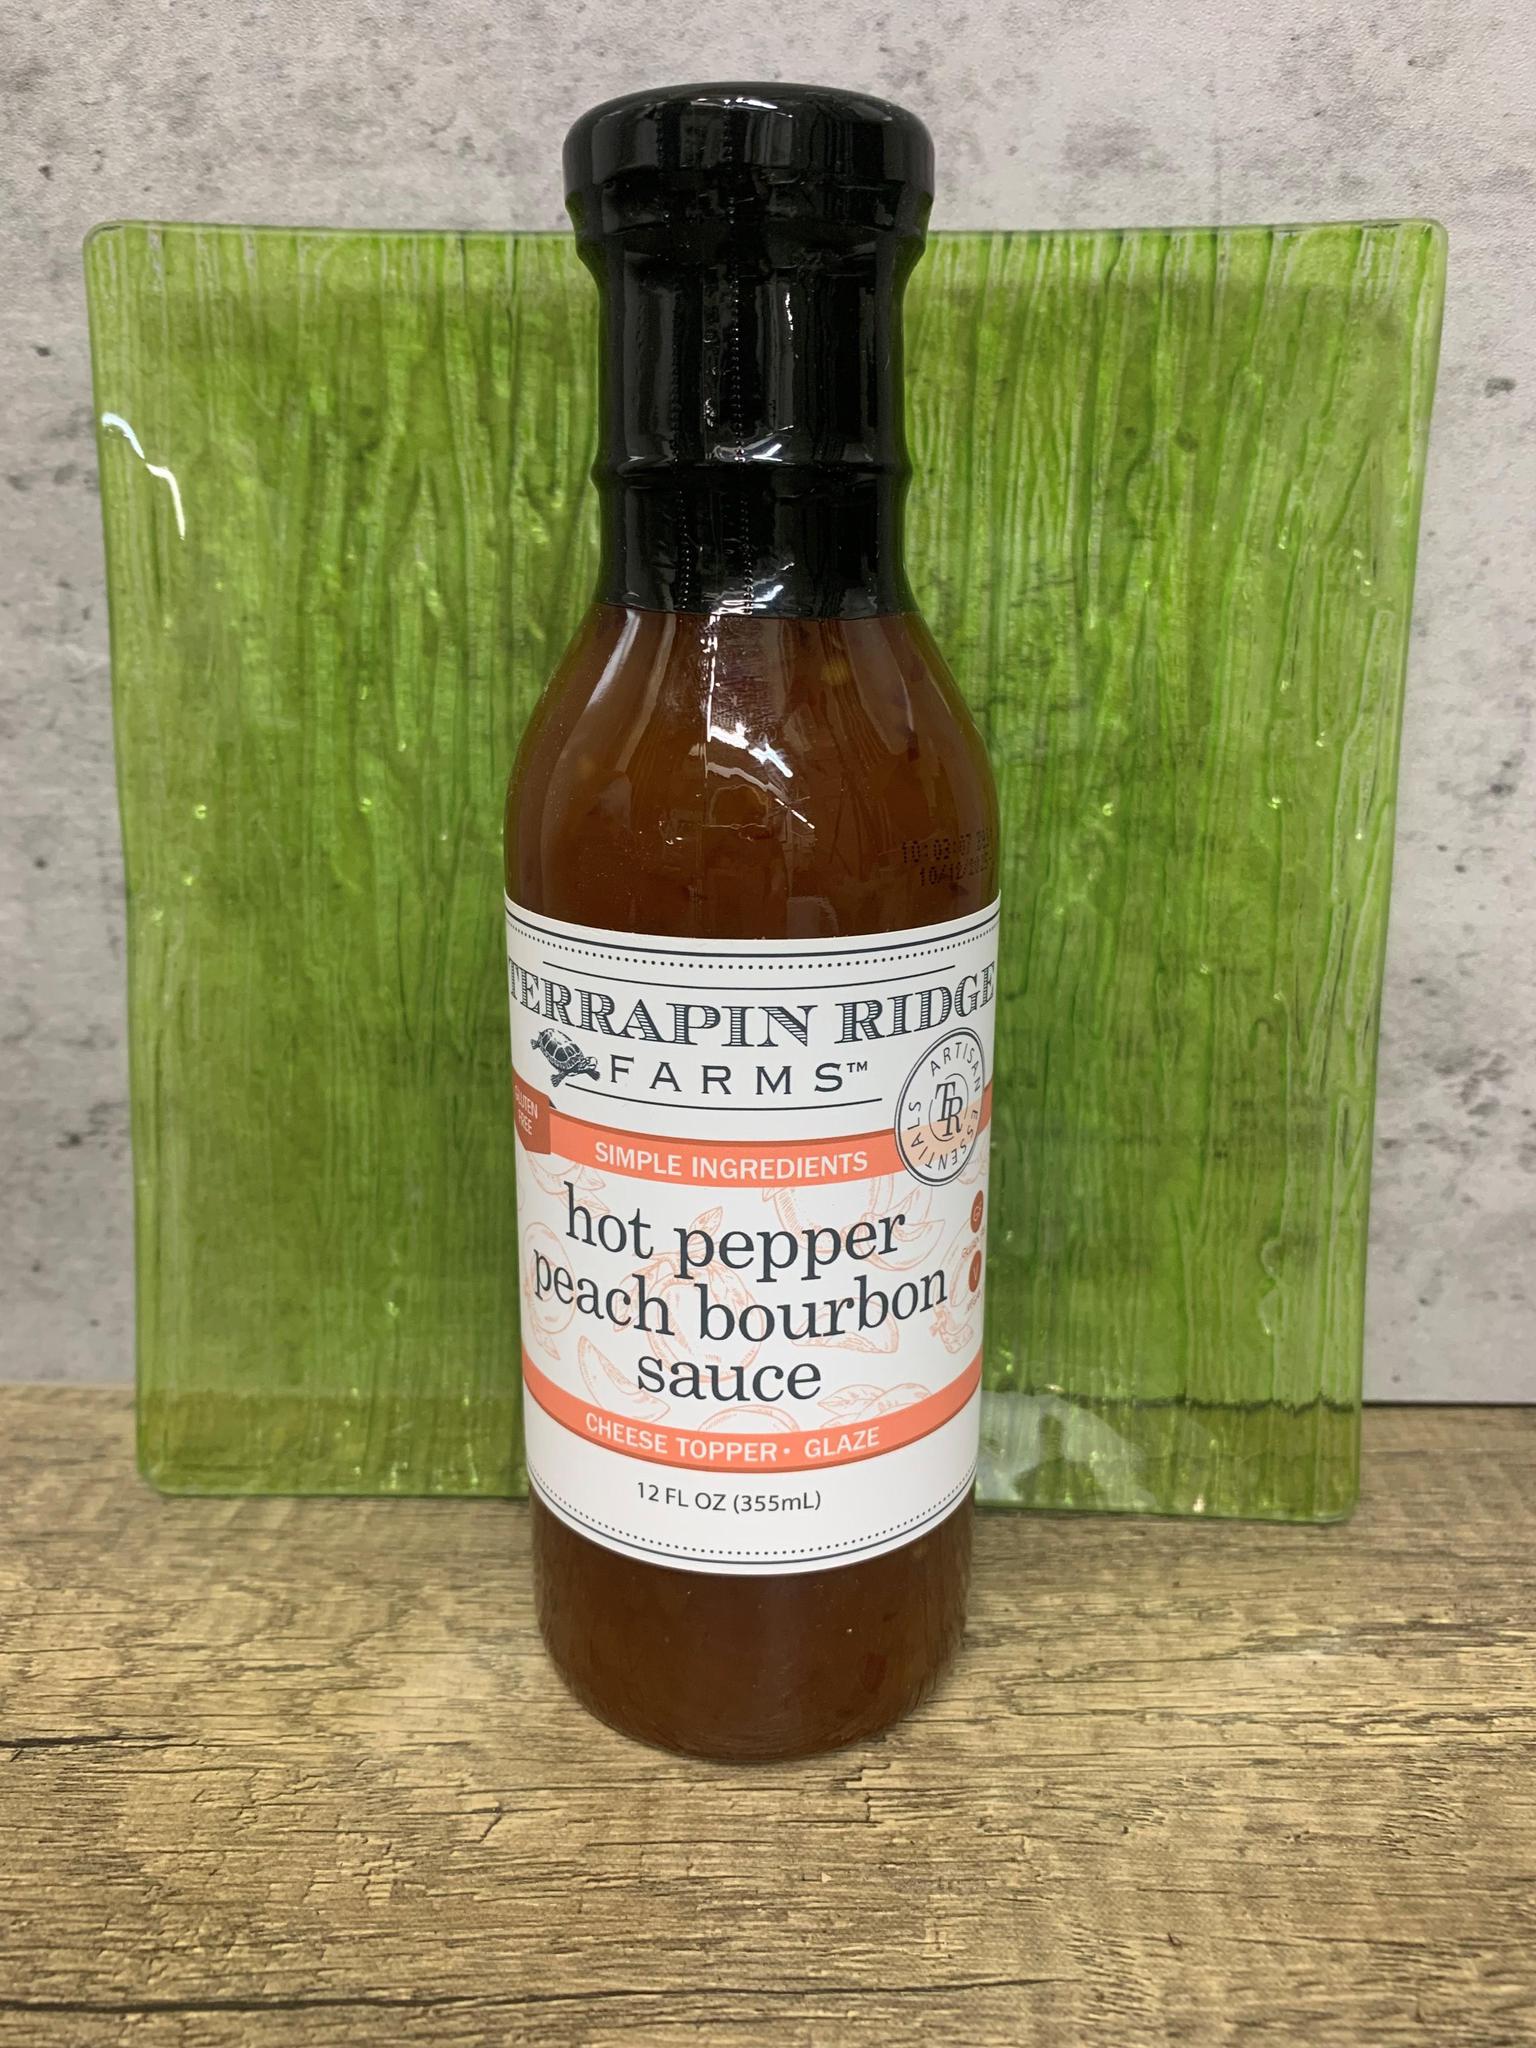 TERRAPIN RIDGE
FARMS™
ARTISAN ESSENTIALS
TR
GLUTEN
FREE
SIMPLE INGREDIENTS
hot pepper
peach bourbon
sauce
V
CHEESE TOPPER • GLAZE
12 FL OZ (355mL)